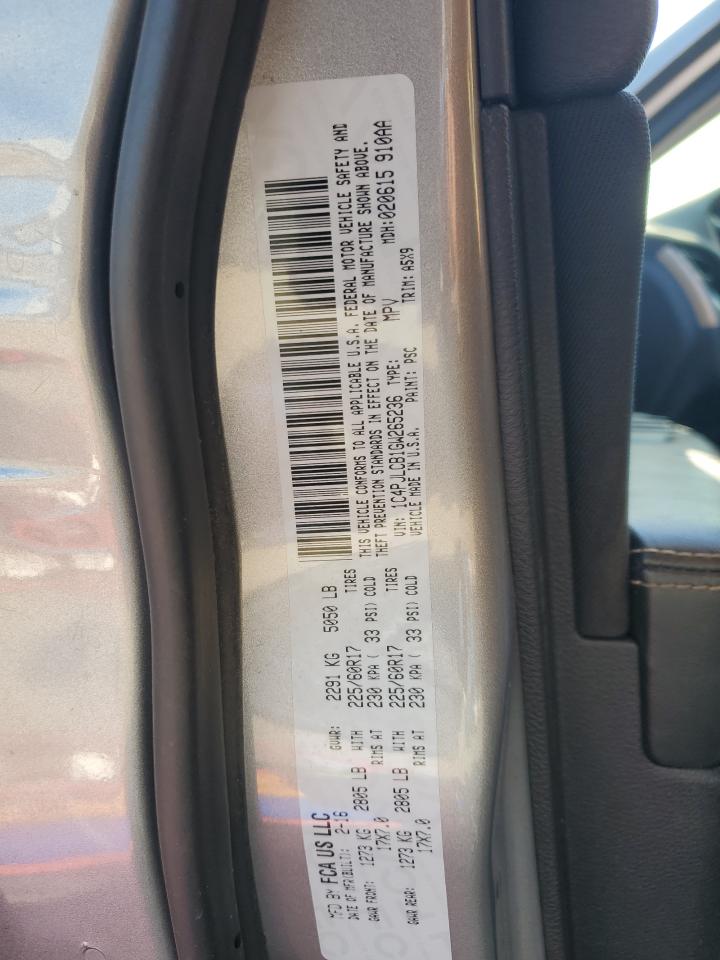 MFD BY FCA US LLC
DATE OF MFR(BUILT): 2-16 GVWR: 2291 KG 5050 LB
GAWR FRONT: 1273 KG 2805 LB WITH 225/60R17 TIRES
17X7.0 RIMS AT 230 KPA ( 33 PSI) COLD
GAWR REAR: 1273 KG 2805 LB WITH 225/60R17 TIRES
17X7.0 RIMS AT 230 KPA ( 33 PSI) COLD
THIS VEHICLE CONFORMS TO ALL APPLICABLE U.S.A. FEDERAL MOTOR VEHICLE SAFETY AND
THEFT PREVENTION STANDARDS IN EFFECT ON THE DATE OF MANUFACTURE SHOWN ABOVE.
VIN: 1C4PJLCB1GW265236 TYPE: MPV MDH:020615 910AA
VEHICLE MADE IN U.S.A. PAINT: PSC TRIM: A5X9